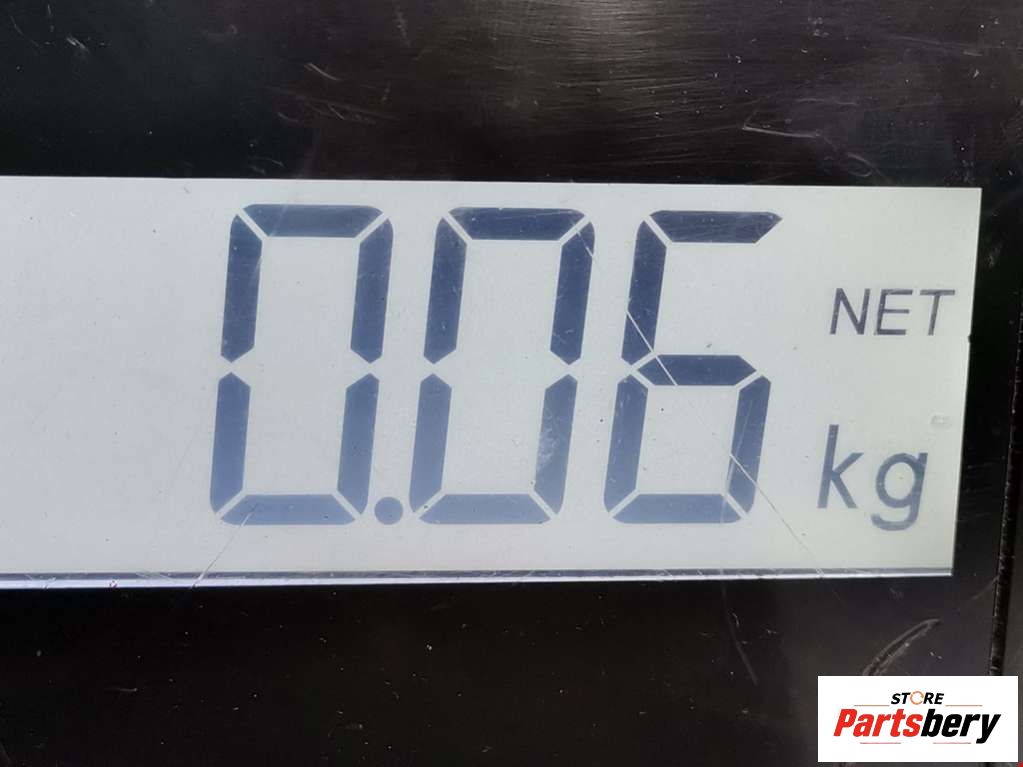 0.06
NET
kg
STORE
Partsbery